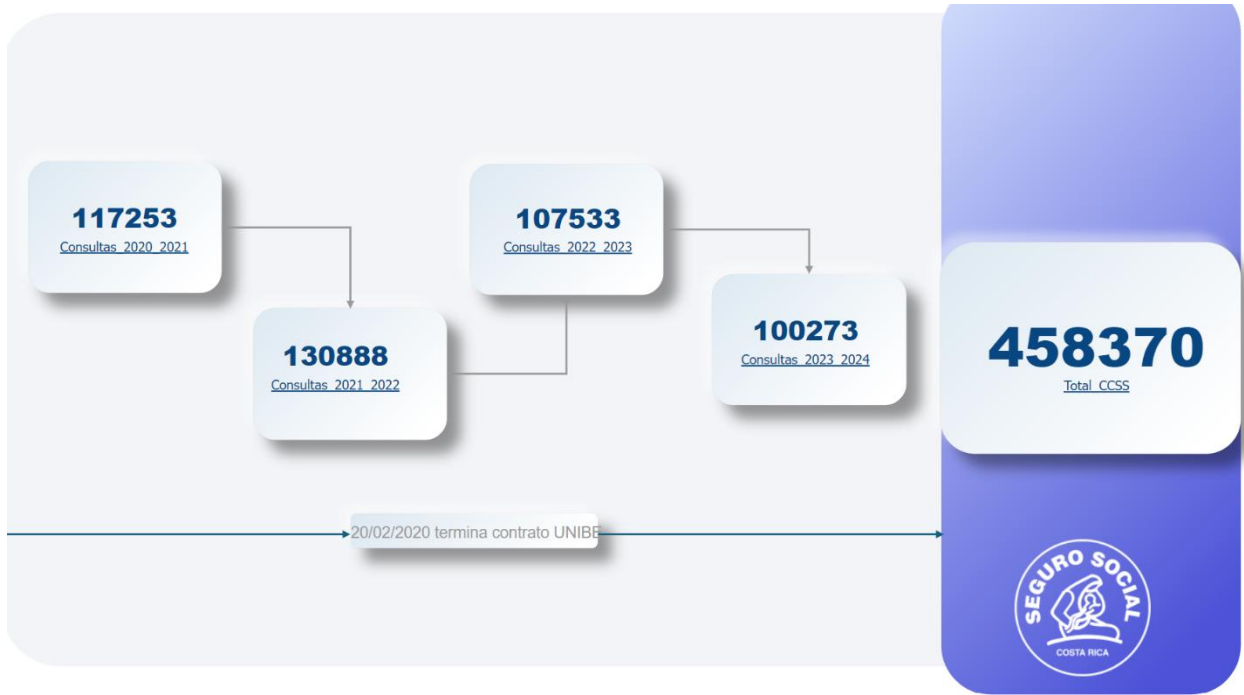 117253
Consultas_2020_2021
130888
Consultas_2021_2022
107533
Consultas_2022_2023
100273
Consultas_2023_2024
458370
Total_CCSS
20/02/2020 termina contrato UNIBE
SEGURO SOCIAL
COSTA RICA